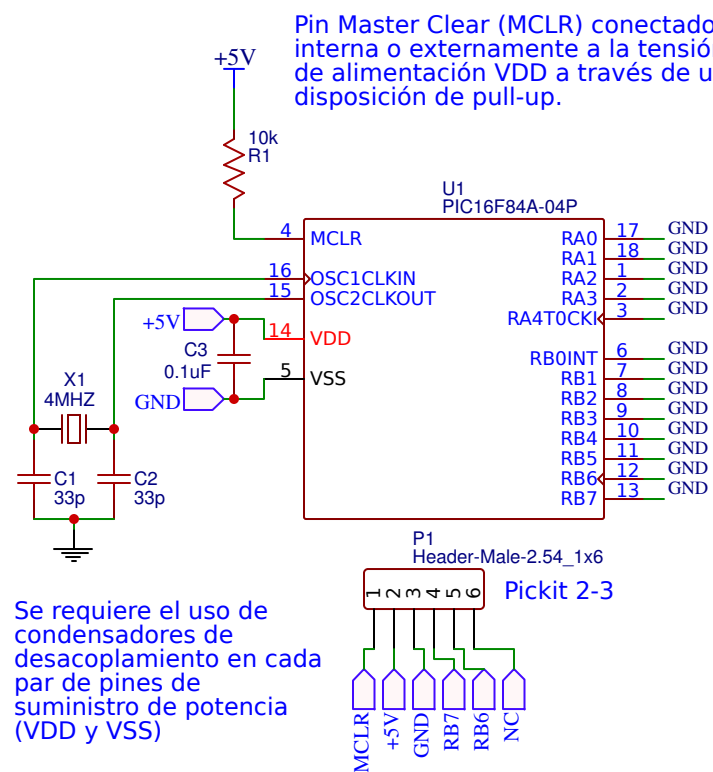 Pin Master Clear (MCLR) conectado
interna o externamente a la tensió
de alimentación VDD a través de u
disposición de pull-up.
+5V
10k
R1
U1
PIC16F84A-04P
4 MCLR
16 OSC1CLKIN
15 OSC2CLKOUT
+5V
14 VDD
C3
0.1uF
5 VSS
GND
RA0 17 GND
RA1 18 GND
RA2 1 GND
RA3 2 GND
RA4T0CKI 3 GND
RB0INT 6 GND
RB1 7 GND
RB2 8 GND
RB3 9 GND
RB4 10 GND
RB5 11 GND
RB6 12 GND
RB7 13 GND
X1
4MHZ
C1
33p
C2
33p
P1
Header-Male-2.54_1x6
1 2 3 4 5 6
Pickit 2-3
MCLR
+5V
GND
RB7
RB6
NC
Se requiere el uso de
condensadores de
desacoplamiento en cada
par de pines de
suministro de potencia
(VDD y VSS)